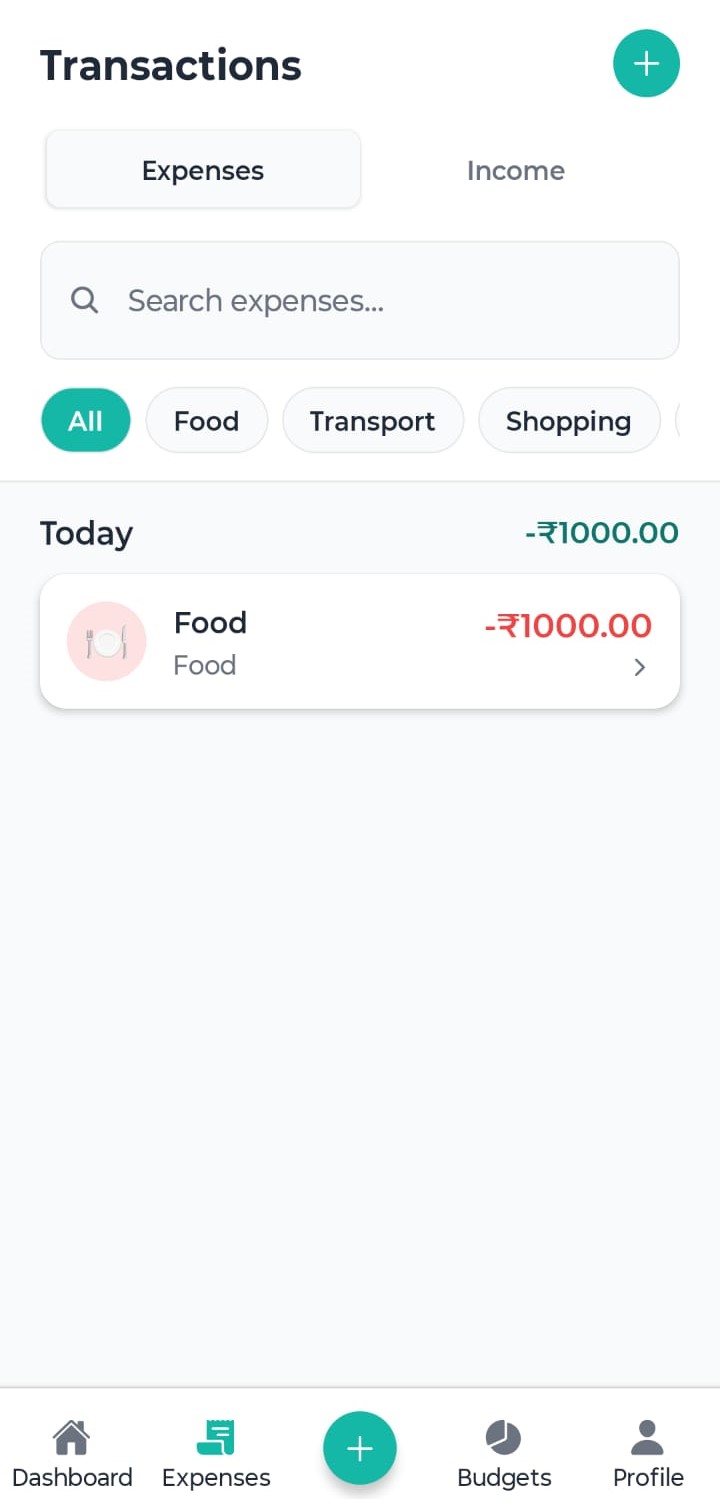 Transactions
Expenses Income
Search expenses...
All Food Transport Shopping
Today -₹1000.00
Food -₹1000.00
Food
Dashboard Expenses Budgets Profile